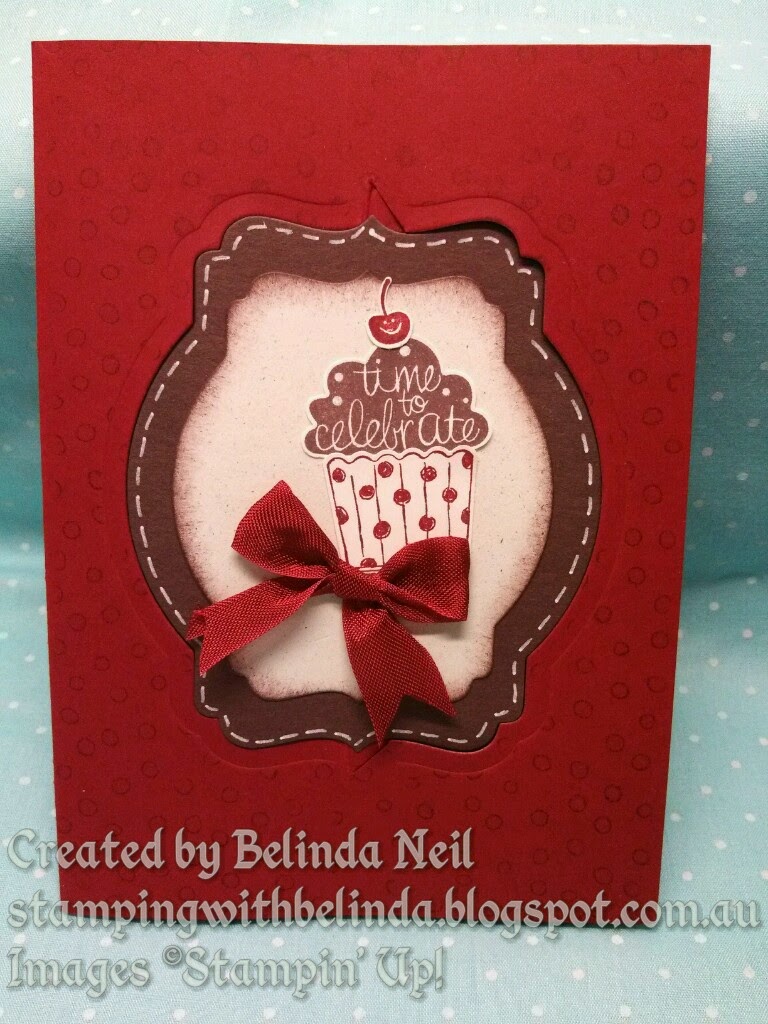 time
to
celebrate
Created by Belinda Neil
stampingwithbelinda.blogspot.com.au
Images ©Stampin' Up!